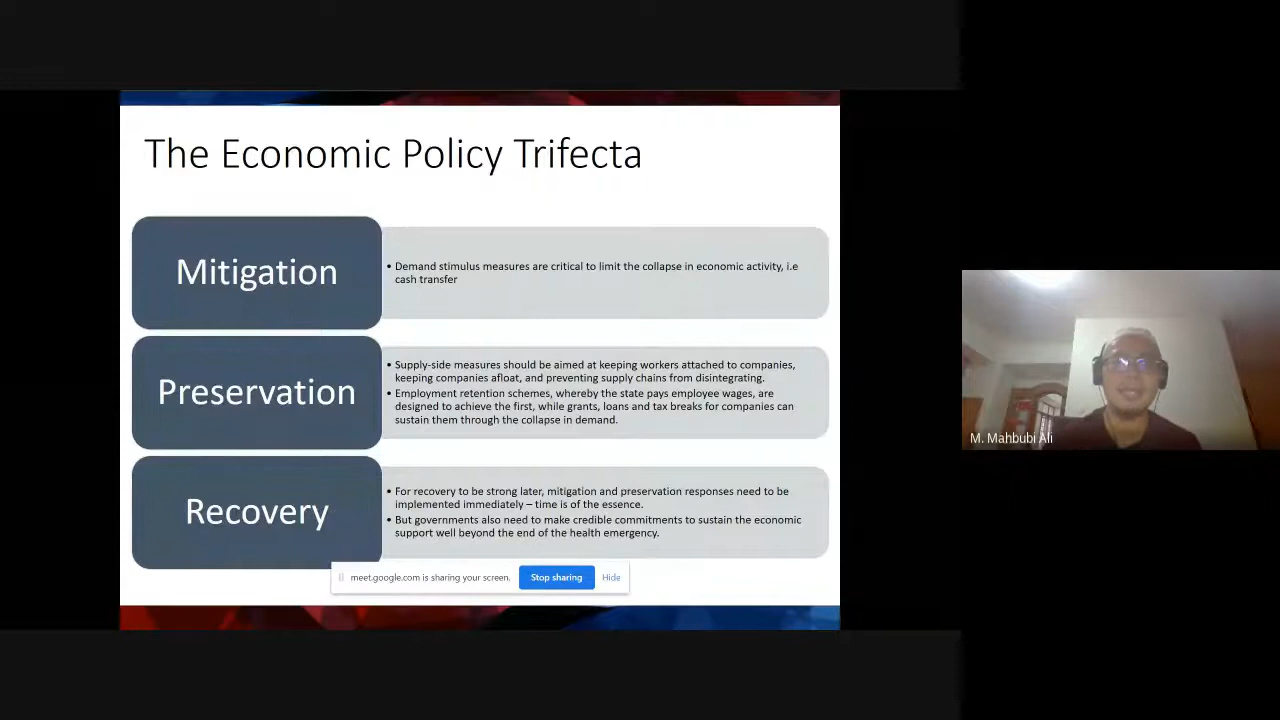 The Economic Policy Trifecta
Mitigation
• Demand stimulus measures are critical to limit the collapse in economic activity, i.e
cash transfer
Preservation
• Supply-side measures should be aimed at keeping workers attached to companies,
keeping companies afloat, and preventing supply chains from disintegrating.
• Employment retention schemes, whereby the state pays employee wages, are
designed to achieve the first, while grants, loans and tax breaks for companies can
sustain them through the collapse in demand.
Recovery
• For recovery to be strong later, mitigation and preservation responses need to be
implemented immediately – time is of the essence.
• But governments also need to make credible commitments to sustain the economic
support well beyond the end of the health emergency.
meet.google.com is sharing your screen. Stop sharing Hide
M. Mahbubi Ali